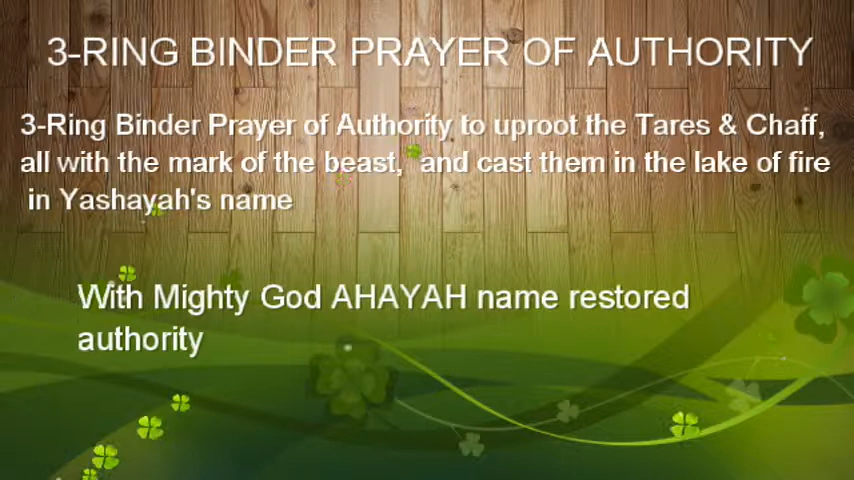 3-RING BINDER PRAYER OF AUTHORITY
3-Ring Binder Prayer of Authority to uproot the Tares & Chaff,
all with the mark of the beast,  and cast them in the lake of fire
in Yashayah's name
With Mighty God AHAYAH name restored
authority